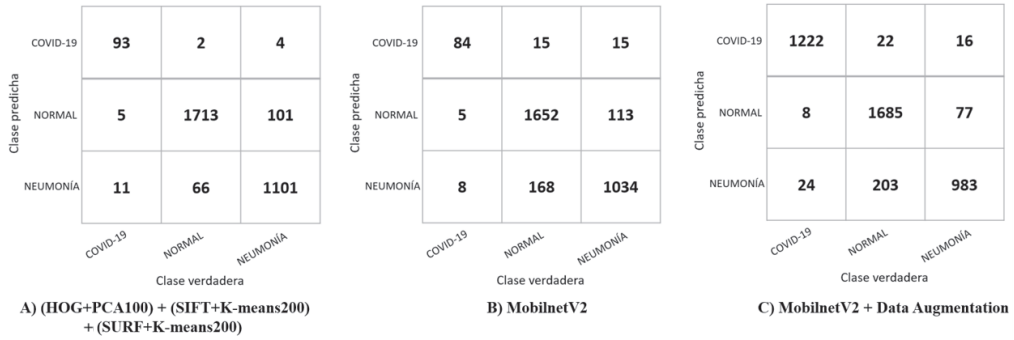 COVID-19 93 2 4
NORMAL 5 1713 101
NEUMONÍA 11 66 1101
Clase predicha
COVID-19 NORMAL NEUMONÍA
Clase verdadera
A) (HOG+PCA100) + (SIFT+K-means200)
+ (SURF+K-means200)
COVID-19 84 15 15
NORMAL 5 1652 113
NEUMONÍA 8 168 1034
Clase predicha
COVID-19 NORMAL NEUMONÍA
Clase verdadera
B) MobilnetV2
COVID-19 1222 22 16
NORMAL 8 1685 77
NEUMONÍA 24 203 983
Clase predicha
COVID-19 NORMAL NEUMONÍA
Clase verdadera
C) MobilnetV2 + Data Augmentation